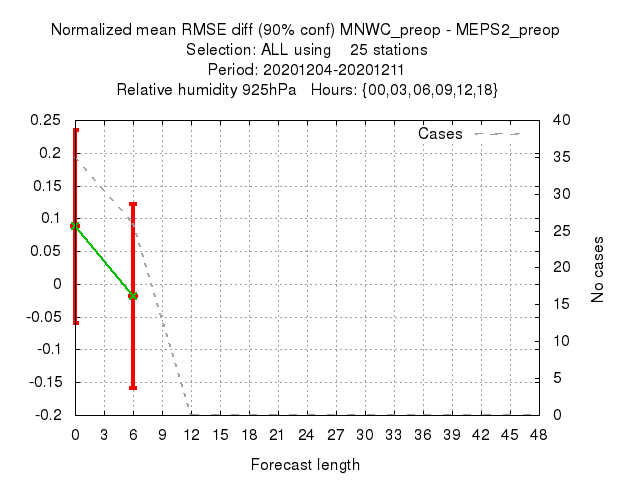 Normalized mean RMSE diff (90% conf) MNWC_preop - MEPS2_preop
Selection: ALL using    25 stations
Period: 20201204-20201211
Relative humidity 925hPa   Hours: {00,03,06,09,12,18}
Cases
0.25
0.2
0.15
0.1
0.05
0
-0.05
-0.1
-0.15
-0.2
40
35
30
25
20
15
10
5
0
No cases
0 3 6 9 12 15 18 21 24 27 30 33 36 39 42 45 48
Forecast length